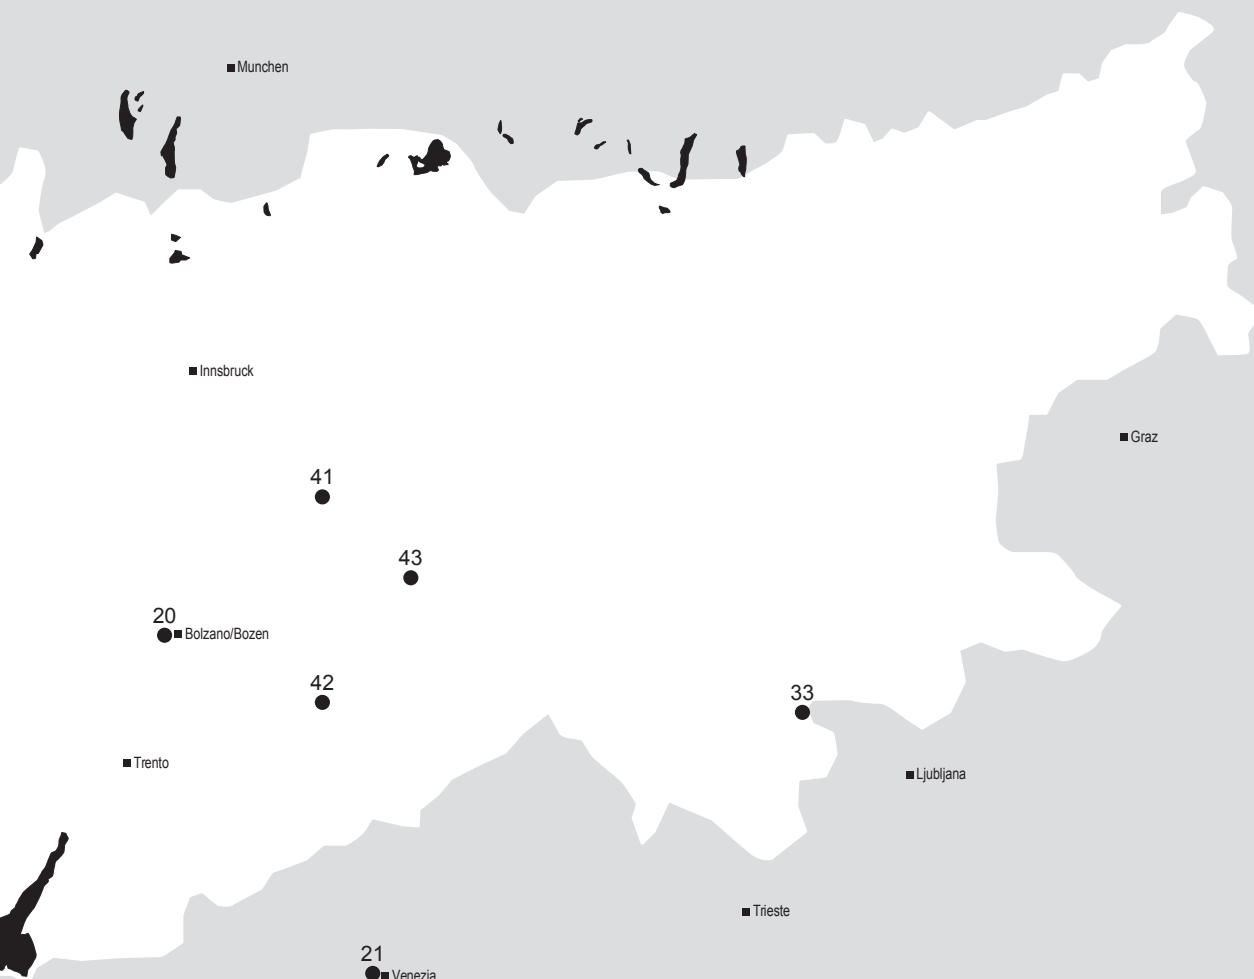 Munchen
Innsbruck
Graz
41
43
20
Bolzano/Bozen
42
33
Trento
Ljubljana
Trieste
21
Venezia